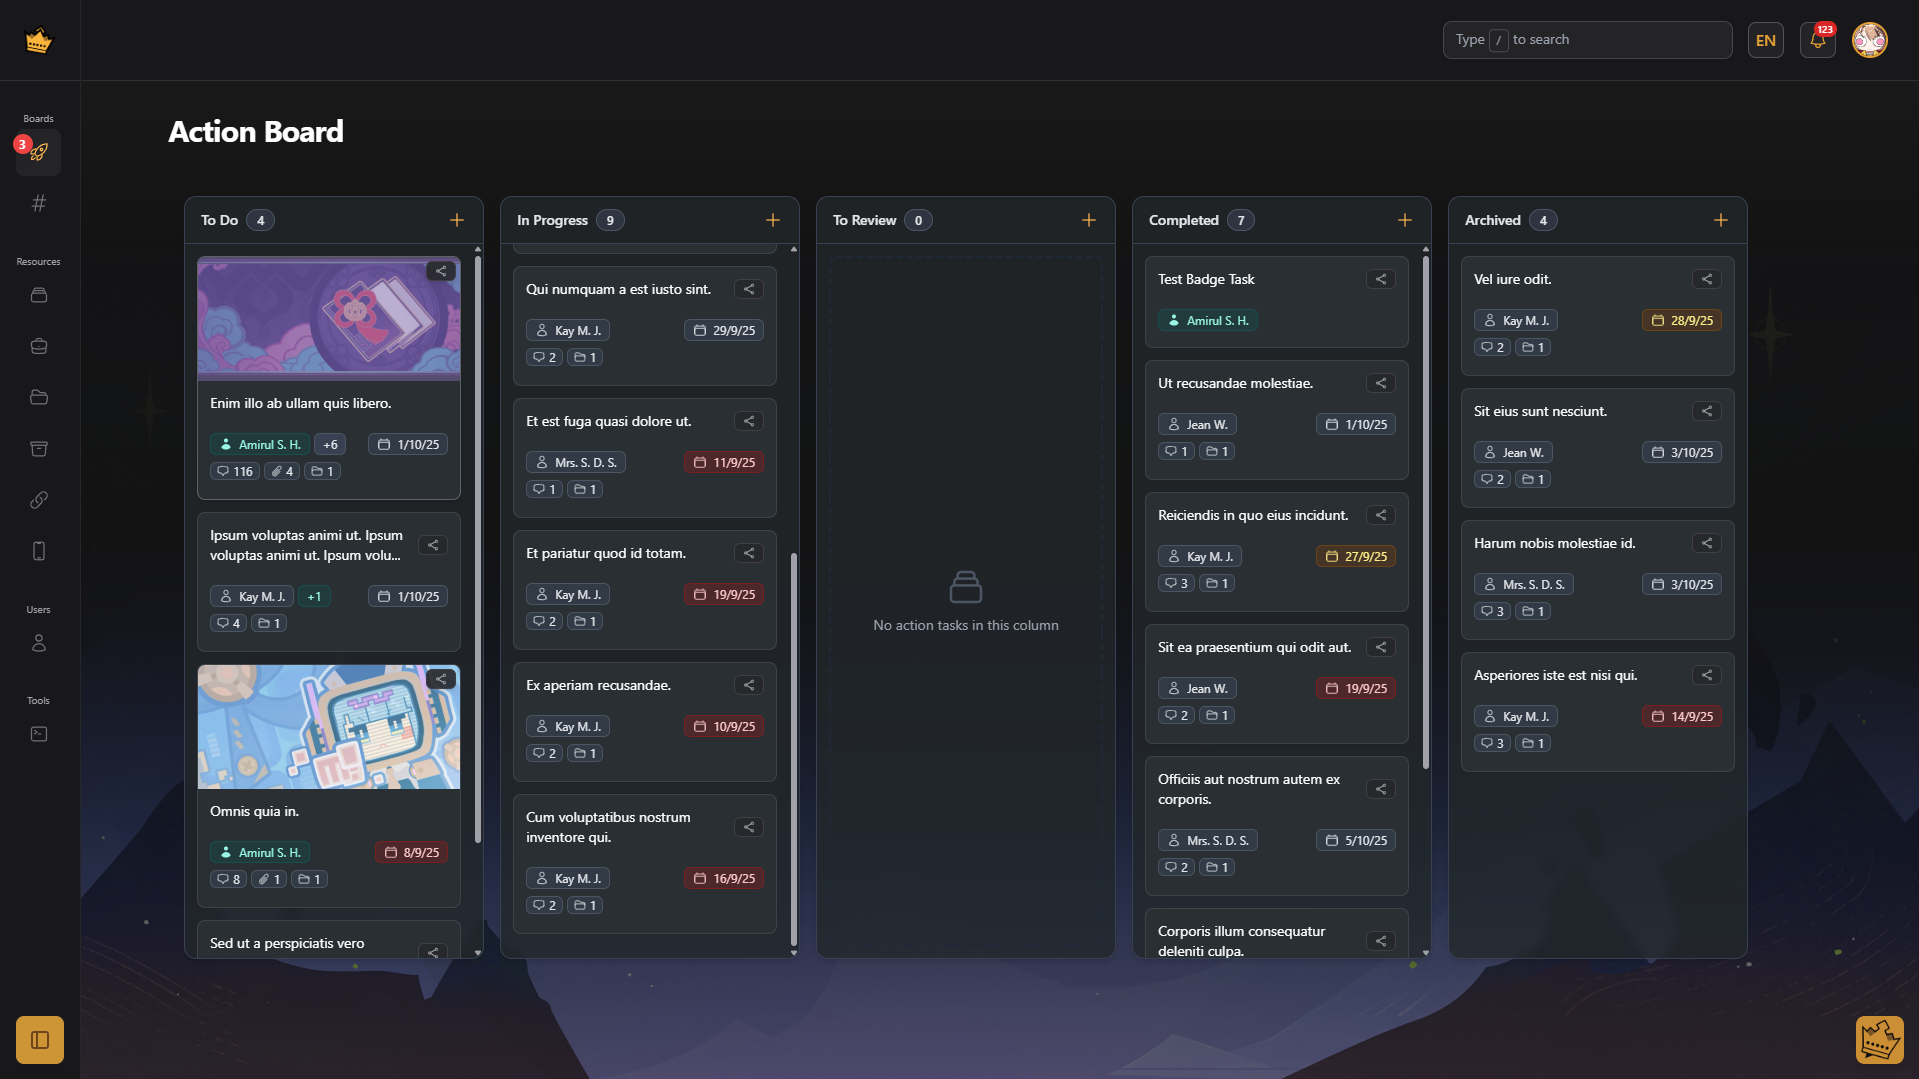 Type / to search
EN
123
Boards
3
Resources
Users
Tools
Action Board
To Do 4
Enim illo ab ullam quis libero.
Amirul S. H. +6 1/10/25
116 4 1
Ipsum voluptas animi ut. Ipsum
voluptas animi ut. Ipsum volu...
Kay M. J. +1 1/10/25
4 1
Omnis quia in.
Amirul S. H. 8/9/25
8 1 1
Sed ut a perspiciatis vero
In Progress 9
Qui numquam a est iusto sint.
Kay M. J. 29/9/25
2 1
Et est fuga quasi dolore ut.
Mrs. S. D. S. 11/9/25
1 1
Et pariatur quod id totam.
Kay M. J. 19/9/25
2 1
Ex aperiam recusandae.
Kay M. J. 10/9/25
2 1
Cum voluptatibus nostrum
inventore qui.
Kay M. J. 16/9/25
2 1
To Review 0
No action tasks in this column
Completed 7
Test Badge Task
Amirul S. H.
Ut recusandae molestiae.
Jean W. 1/10/25
1 1
Reiciendis in quo eius incidunt.
Kay M. J. 27/9/25
3 1
Sit ea praesentium qui odit aut.
Jean W. 19/9/25
2 1
Officiis aut nostrum autem ex
corporis.
Mrs. S. D. S. 5/10/25
2 1
Corporis illum consequatur
deleniti culpa.
Archived 4
Vel iure odit.
Kay M. J. 28/9/25
2 1
Sit eius sunt nesciunt.
Jean W. 3/10/25
2 1
Harum nobis molestiae id.
Mrs. S. D. S. 3/10/25
3 1
Asperiores iste est nisi qui.
Kay M. J. 14/9/25
3 1